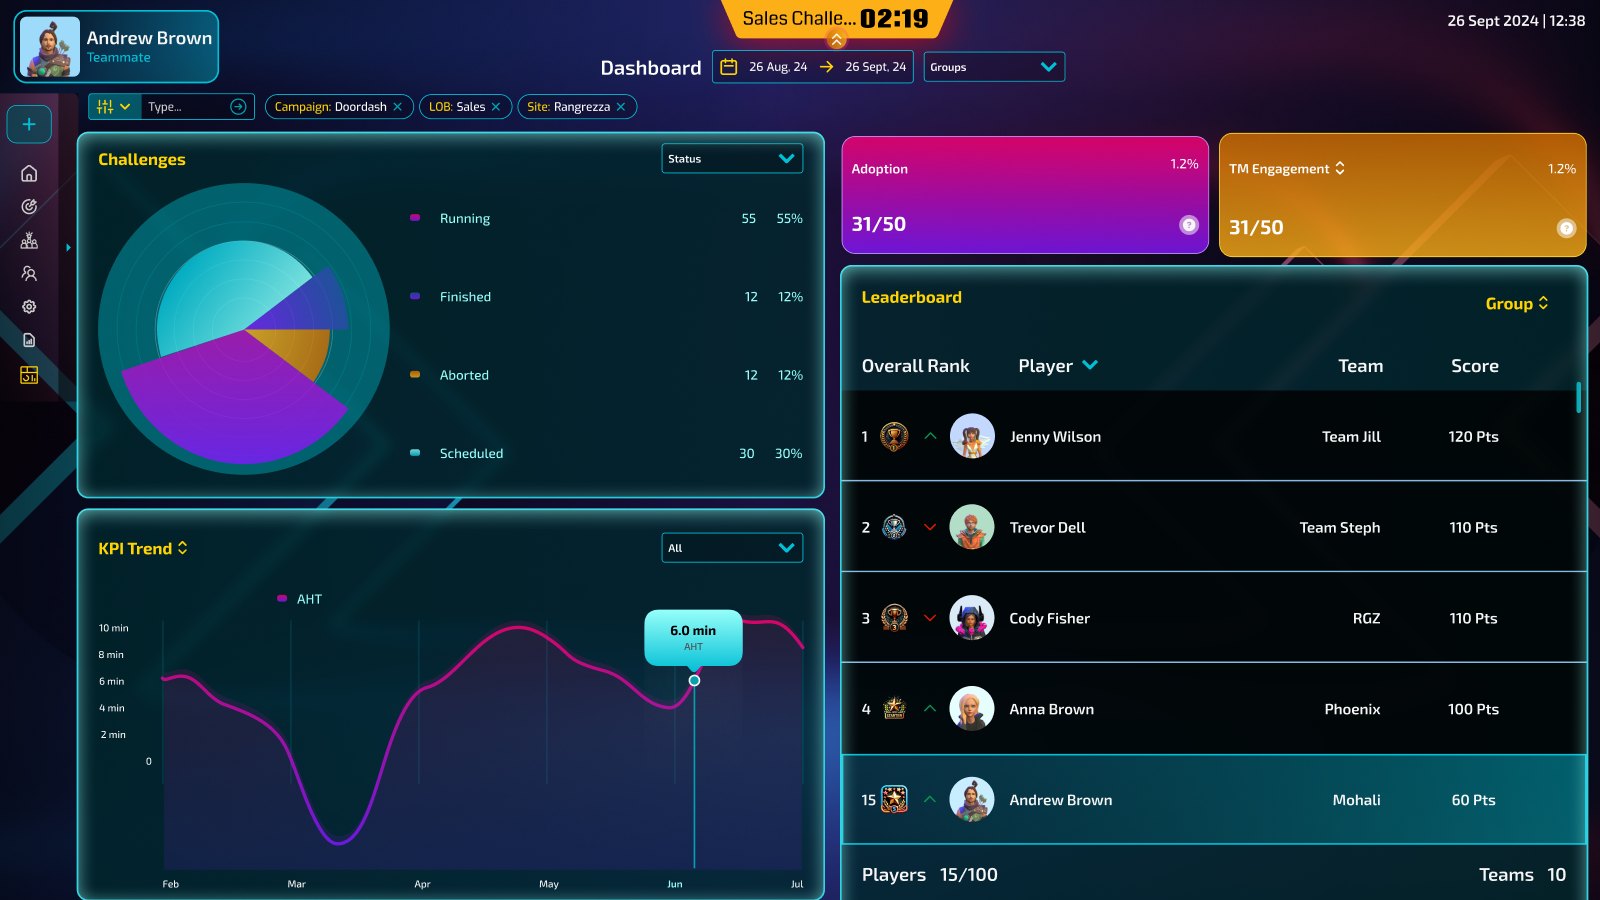 Andrew Brown
Teammate
Sales Challe... 02:19
26 Sept 2024 | 12:38
Dashboard
26 Aug, 24
26 Sept, 24
Groups
Type...
Campaign: Doordash
LOB: Sales
Site: Rangrezza
Challenges
Status
Running 55 55%
Finished 12 12%
Aborted 12 12%
Scheduled 30 30%
Adoption 1.2%
31/50
?
TM Engagement 1.2%
31/50
?
KPI Trend
All
AHT
10 min
8 min
6 min
4 min
2 min
0
6.0 min
AHT
Feb Mar Apr May Jun Jul
Leaderboard
Group
Overall Rank Player Team Score
1 Jenny Wilson Team Jill 120 Pts
2 Trevor Dell Team Steph 110 Pts
3 Cody Fisher RGZ 110 Pts
4 Anna Brown Phoenix 100 Pts
15 Andrew Brown Mohali 60 Pts
Players 15/100 Teams 10